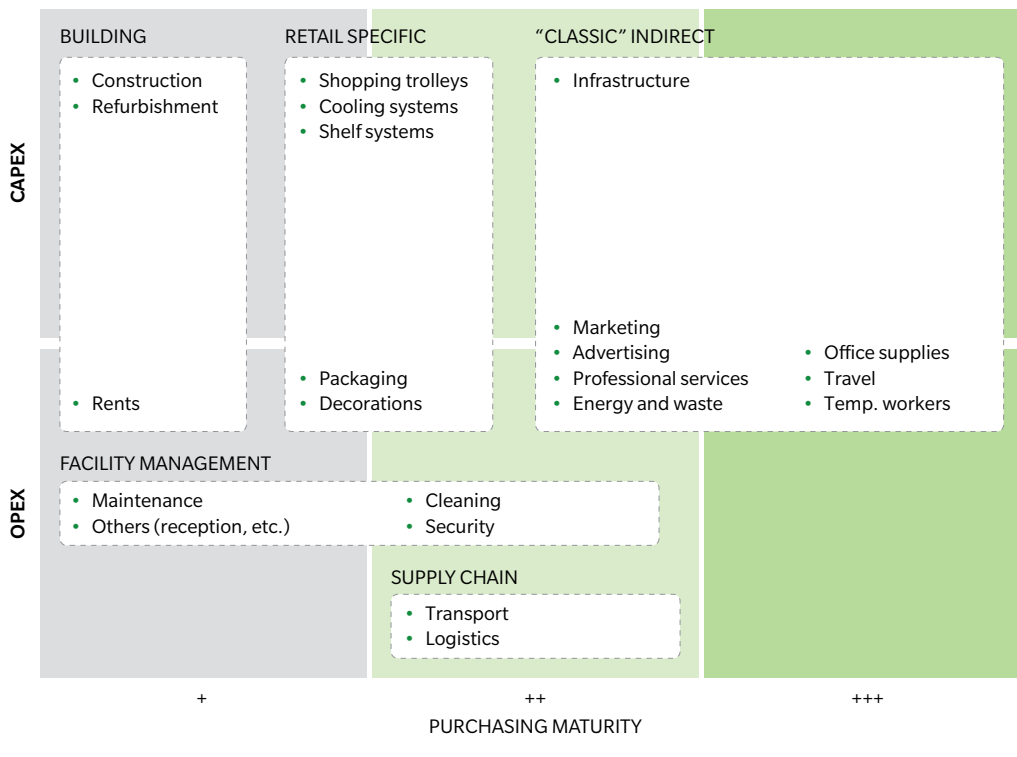 BUILDING
• Construction
• Refurbishment
• Rents
RETAIL SPECIFIC
• Shopping trolleys
• Cooling systems
• Shelf systems
• Packaging
• Decorations
“CLASSIC” INDIRECT
• Infrastructure
• Marketing
• Advertising
• Professional services
• Energy and waste
• Office supplies
• Travel
• Temp. workers
CAPEX
FACILITY MANAGEMENT
• Maintenance
• Others (reception, etc.)
• Cleaning
• Security
SUPPLY CHAIN
• Transport
• Logistics
OPEX
+
++
+++
PURCHASING MATURITY